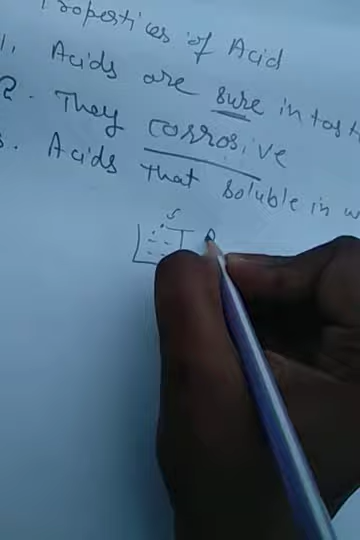 Properties of Acid
1. Acids are sure in tast
2. They corrosive
3. Acids that soluble in w
S